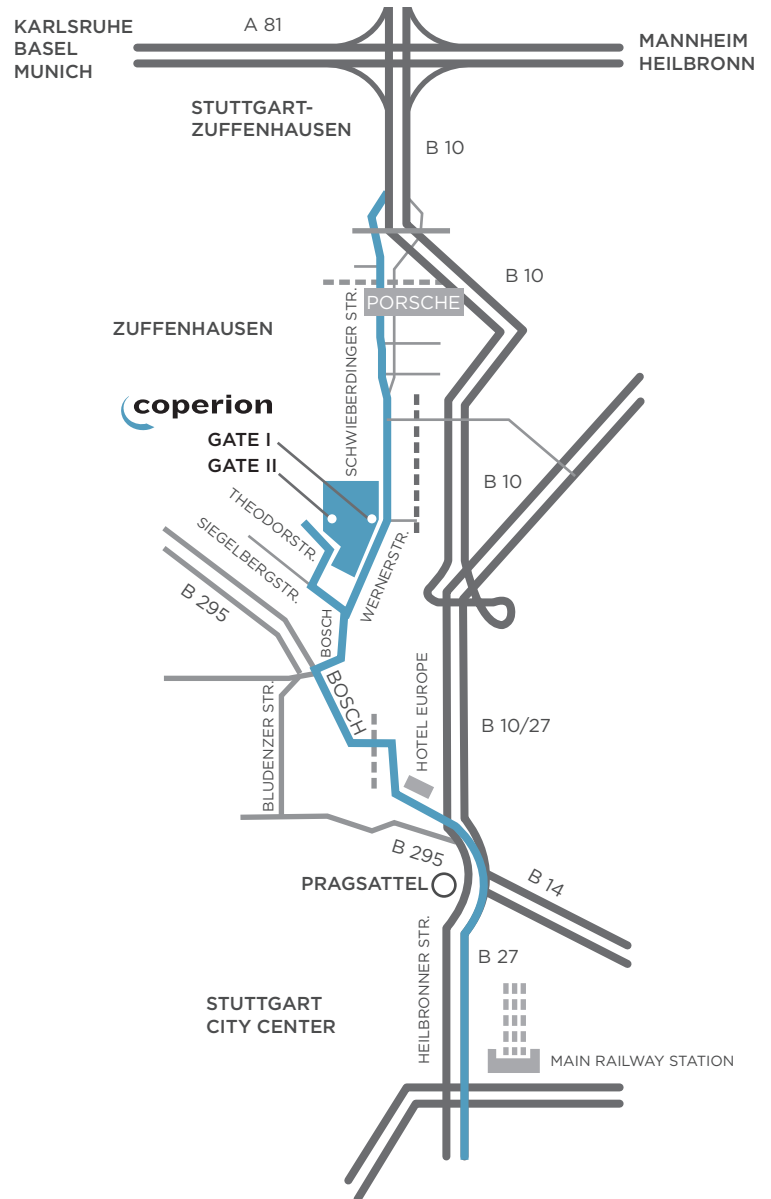 KARLSRUHE
BASEL
MUNICH
A 81
MANNHEIM
HEILBRONN
STUTTGART-
ZUFFENHAUSEN
B 10
B 10
PORSCHE
ZUFFENHAUSEN
SCHWIEBERDINGER STR.
coperion
GATE I
GATE II
B 10
THEODORSTR.
SIEGELBERGSTR.
WERNERSTR.
B 295
BOSCH
BOSCH
HOTEL EUROPE
BLUDENZER STR.
B 10/27
B 295
PRAGSATTEL
B 14
HEILBRONNER STR.
B 27
STUTTGART
CITY CENTER
MAIN RAILWAY STATION